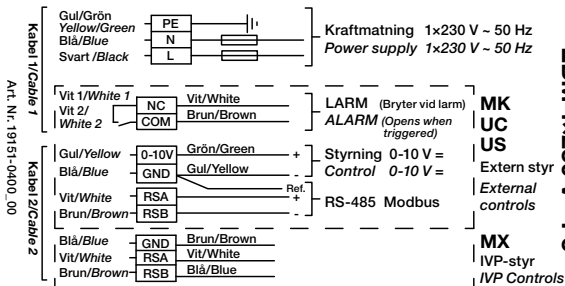 Kabel 1/Cable 1
Gul/Grön
Yellow/Green
PE
Blå/Blue
N
Svart /Black
L
Kraftmatning 1×230 V ~ 50 Hz
Power supply 1×230 V ~ 50 Hz
Vit 1/White 1
NC
Vit/White
Vit 2/
White 2
COM
Brun/Brown
LARM (Bryter vid larm)
ALARM (Opens when
triggered)
MK
UC
US
Extern styr
External
controls
Kabel 2/Cable 2
Gul/Yellow
0-10V
Grön/Green
+
Styrning 0-10 V =
Blå/Blue
GND
Gul/Yellow
-
Control 0-10 V =
Ref.
Vit/White
RSA
+
RS-485 Modbus
Brun/Brown
RSB
-
Blå/Blue
GND
Brun/Brown
Vit/White
RSA
Vit/White
Brun/Brown
RSB
Blå/Blue
MX
IVP-styr
IVP Controls
Art. Nr. 19151-0400_00